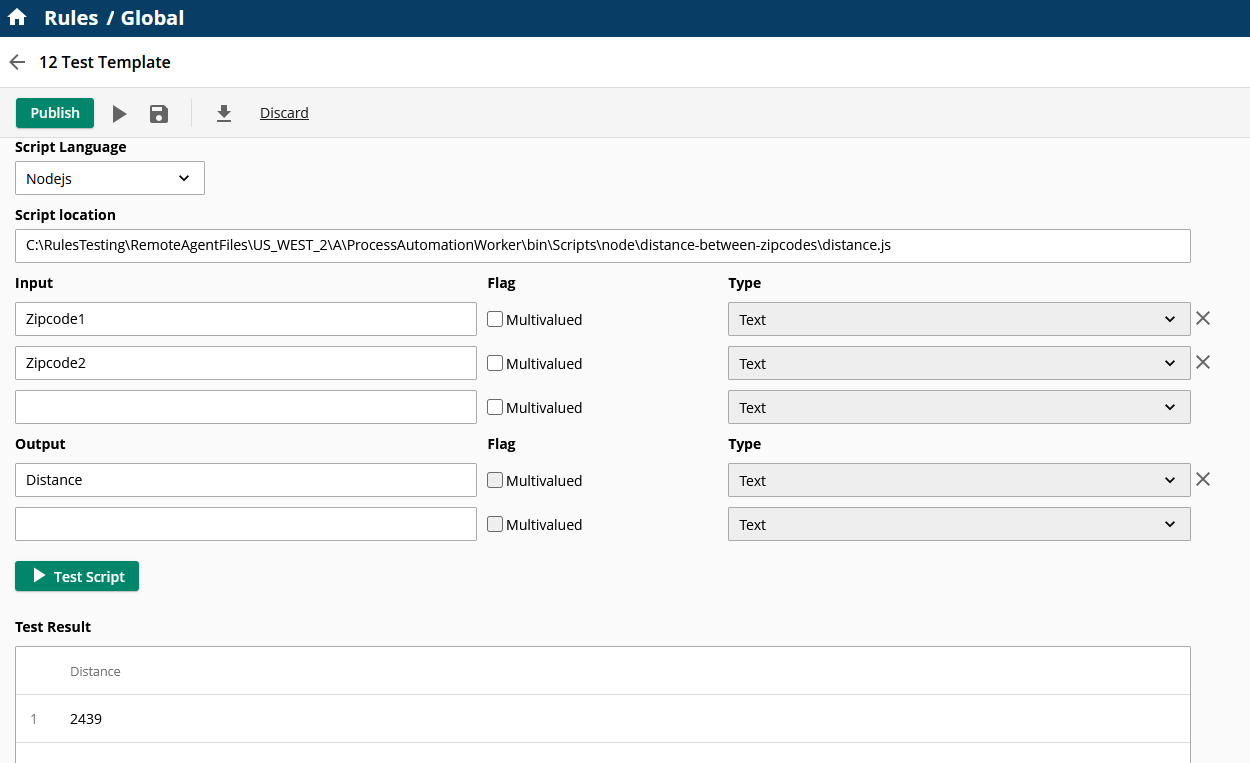 Rules / Global
12 Test Template
Publish Discard
Script Language
Nodejs
Script location
C:\RulesTesting\RemoteAgentFiles\US_WEST_2\A\ProcessAutomationWorker\bin\Scripts\node\distance-between-zipcodes\distance.js
Input Flag Type
Zipcode1 Multivalued Text
Zipcode2 Multivalued Text
Multivalued Text
Output Flag Type
Distance Multivalued Text
Multivalued Text
Test Script
Test Result
Distance
1 2439